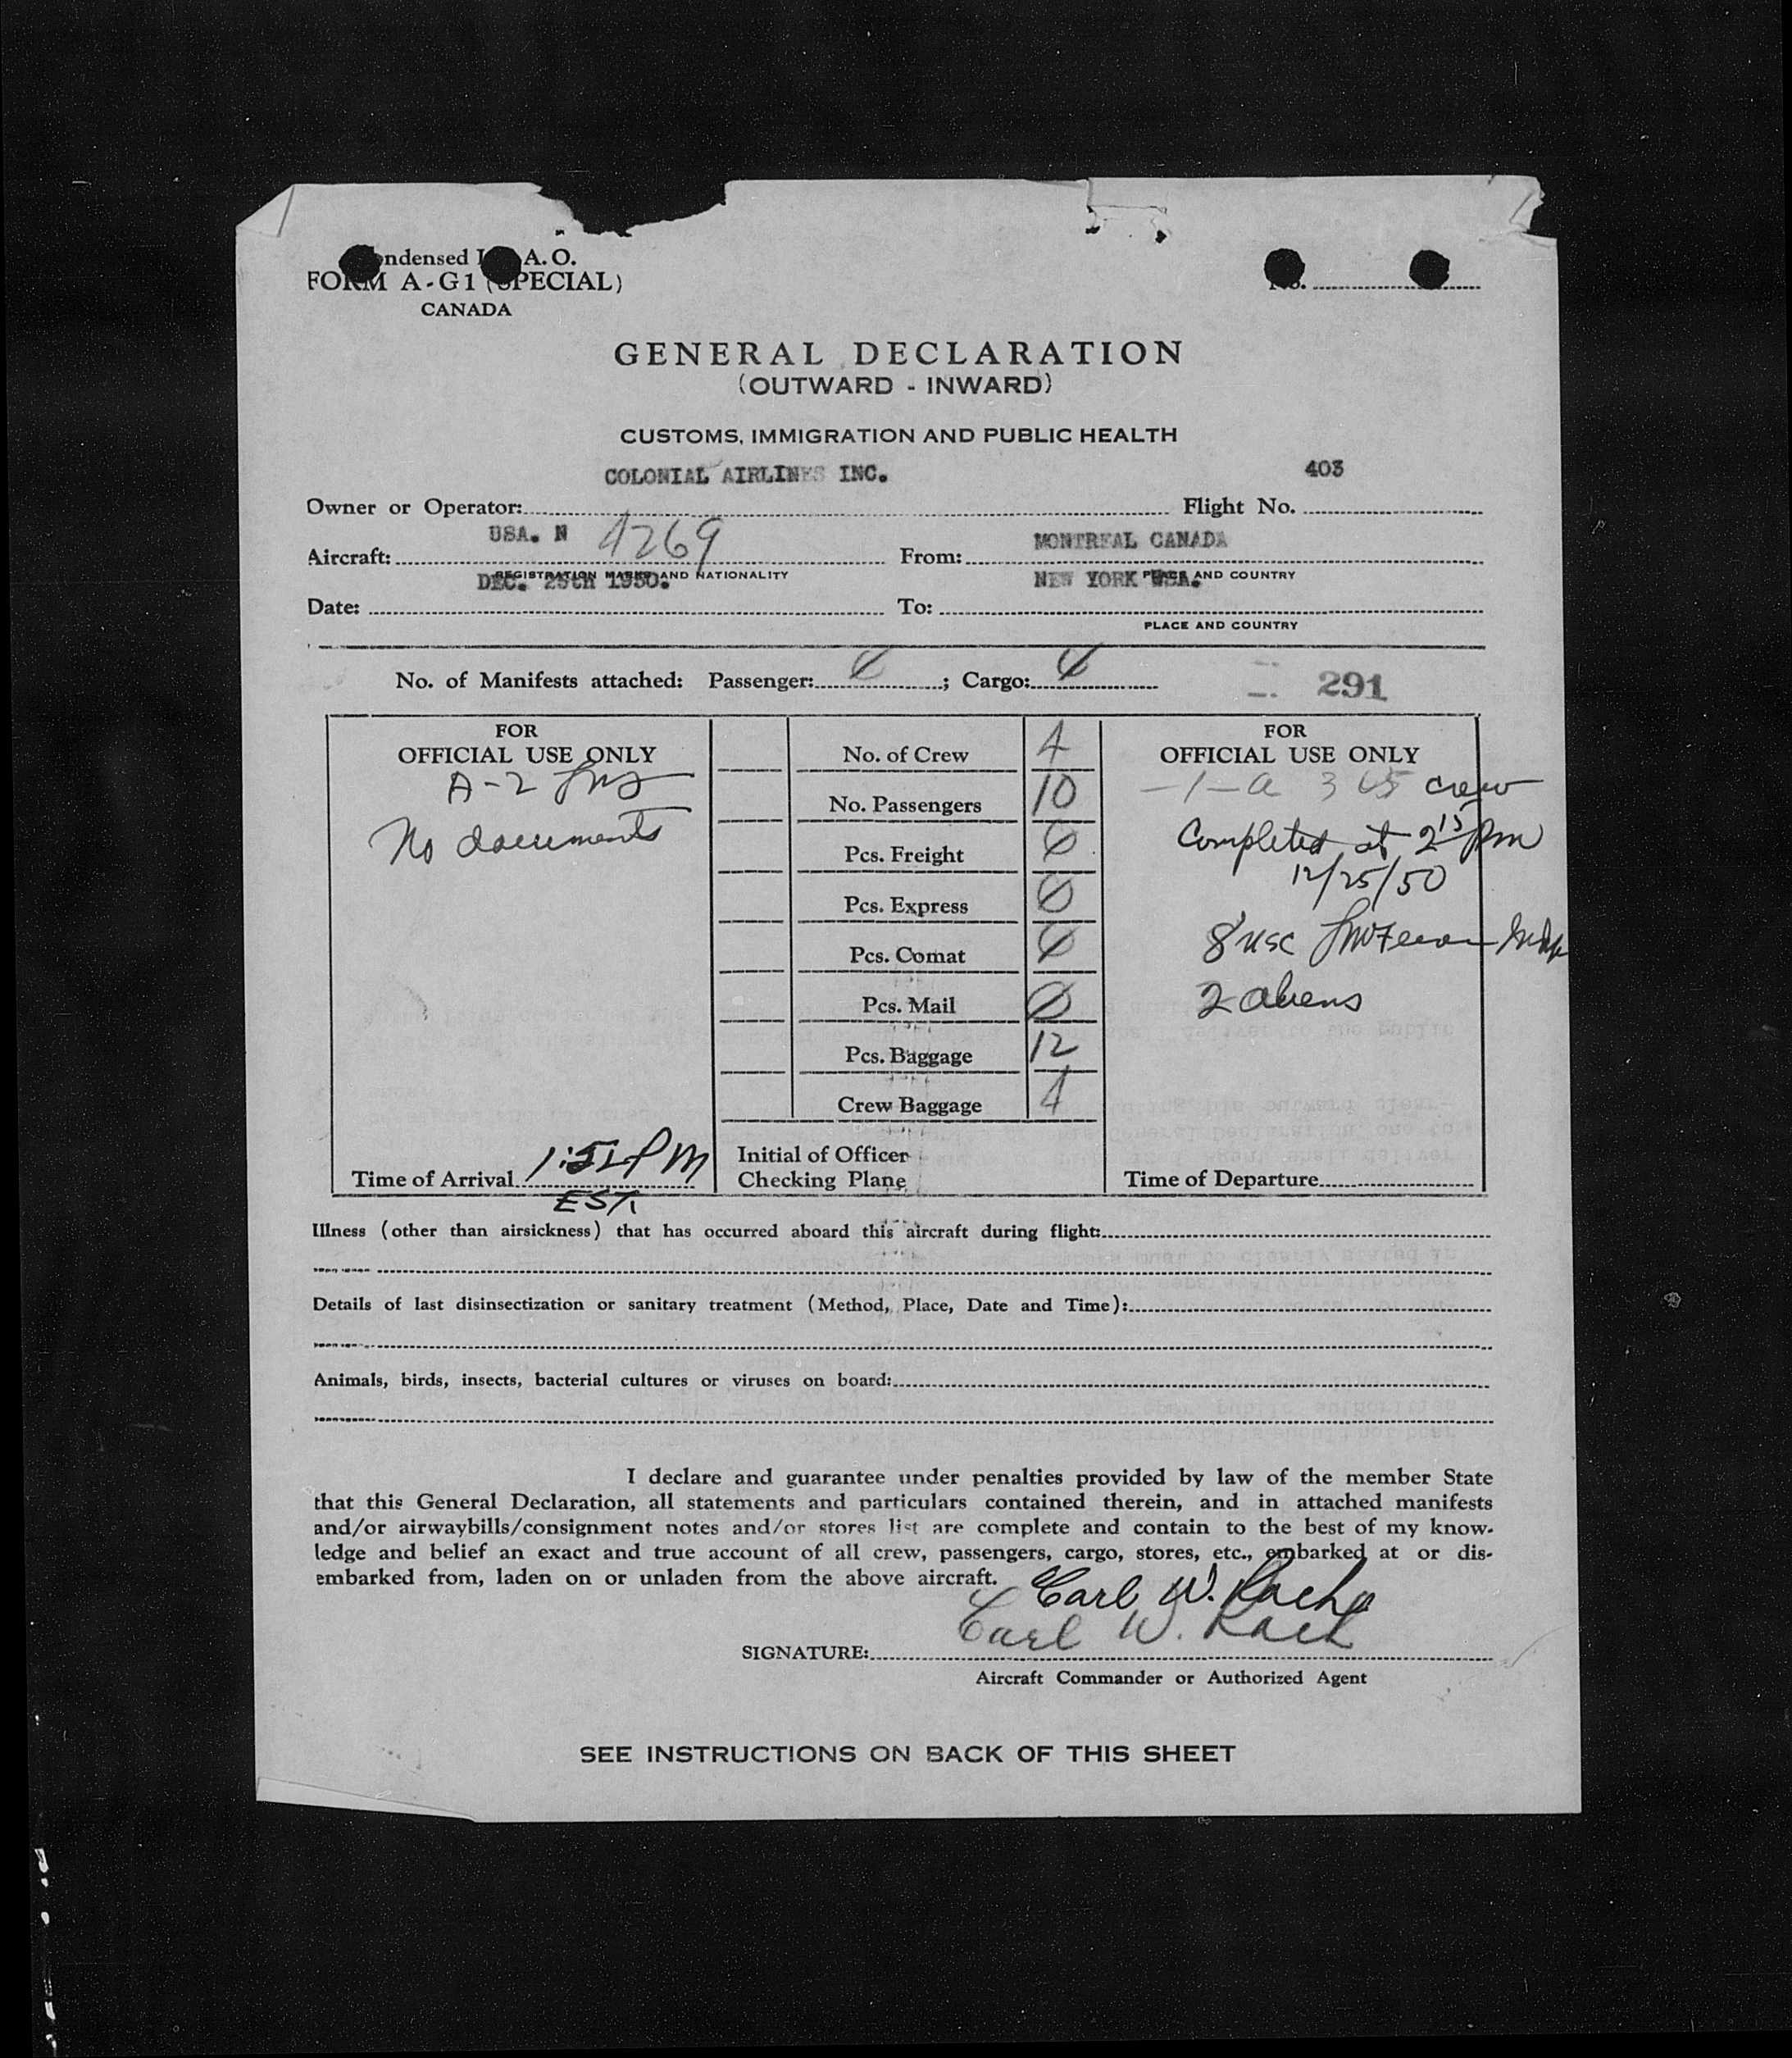 ndensed I A. O.
FORM A-G1 (SPECIAL)
CANADA
No.
GENERAL DECLARATION
(OUTWARD - INWARD)
CUSTOMS, IMMIGRATION AND PUBLIC HEALTH
COLONIAL AIRLINES INC. 403
Owner or Operator: Flight No.
USA. N 4269 MONTREAL CANADA
Aircraft: From:
REGISTRATION MARKS AND NATIONALITY PLACE AND COUNTRY
DEC. 25th 1950. NEW YORK USA.
Date: To:
PLACE AND COUNTRY
No. of Manifests attached: Passenger: ; Cargo:
291
FOR
OFFICIAL USE ONLY
A-2
No documents
Time of Arrival 1:52 PM
EST.
No. of Crew 4
No. Passengers 10
Pcs. Freight 0
Pcs. Express 0
Pcs. Comat 0
Pcs. Mail 0
Pcs. Baggage 12
Crew Baggage 4
Initial of Officer
Checking Plane
FOR
OFFICIAL USE ONLY
-1-a 3 crew
Completed at 2 15 pm
12/25/50
8 usc
2 aliens
Time of Departure
Illness (other than airsickness) that has occurred aboard this aircraft during flight:
Details of last disinsectization or sanitary treatment (Method, Place, Date and Time):
Animals, birds, insects, bacterial cultures or viruses on board:
I declare and guarantee under penalties provided by law of the member State
that this General Declaration, all statements and particulars contained therein, and in attached manifests
and/or airwaybills/consignment notes and/or stores list are complete and contain to the best of my know-
ledge and belief an exact and true account of all crew, passengers, cargo, stores, etc., embarked at or dis-
embarked from, laden on or unladen from the above aircraft.
Carl W.
Carl W.
SIGNATURE:
Aircraft Commander or Authorized Agent
SEE INSTRUCTIONS ON BACK OF THIS SHEET